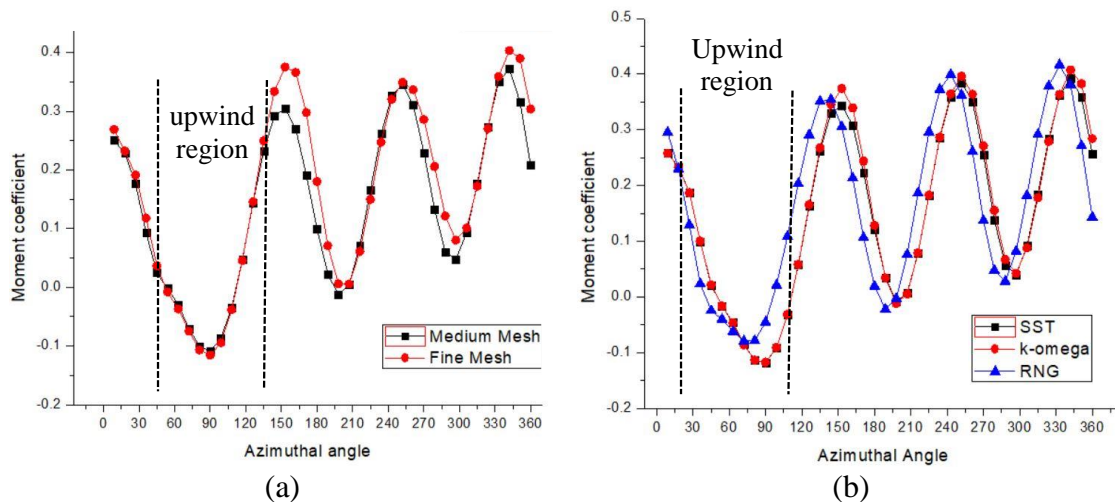 (a)
0.4
0.3
0.2
0.1
0.0
-0.1
-0.2
Moment coefficient
upwind
region
Medium Mesh
Fine Mesh
0 30 60 90 120 150 180 210 240 270 300 330 360
Azimuthal angle
(a)
(b)
0.5
0.4
0.3
0.2
0.1
0.0
-0.1
-0.2
Moment coefficient
Upwind
region
SST
k-omega
RNG
0 30 60 90 120 150 180 210 240 270 300 330 360
Azimuthal Angle
(b)